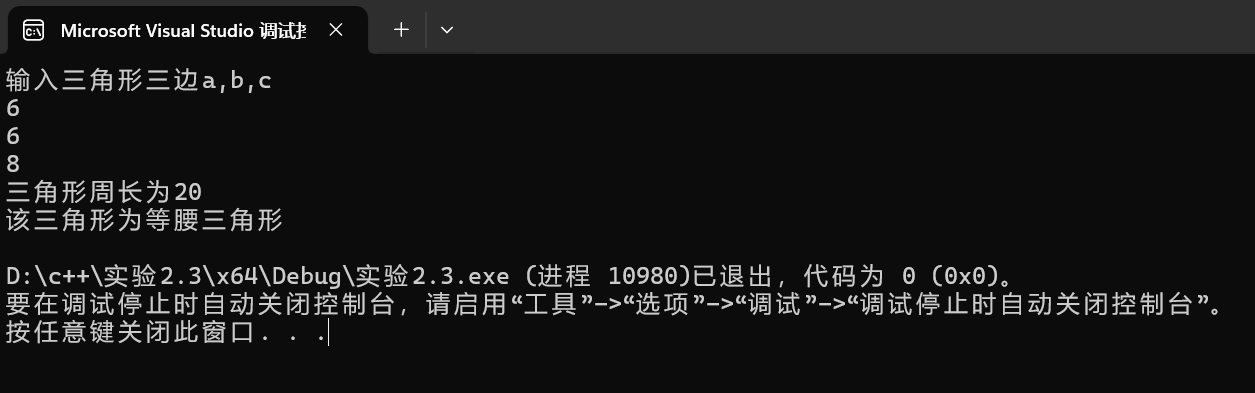 Microsoft Visual Studio 调试
输入三角形三边a,b,c
6
6
8
三角形周长为20
该三角形为等腰三角形
D:\c++\实验2.3\x64\Debug\实验2.3.exe (进程 10980)已退出，代码为 0 (0x0)。
要在调试停止时自动关闭控制台，请启用“工具”->“选项”->“调试”->“调试停止时自动关闭控制台”。
按任意键关闭此窗口. . .